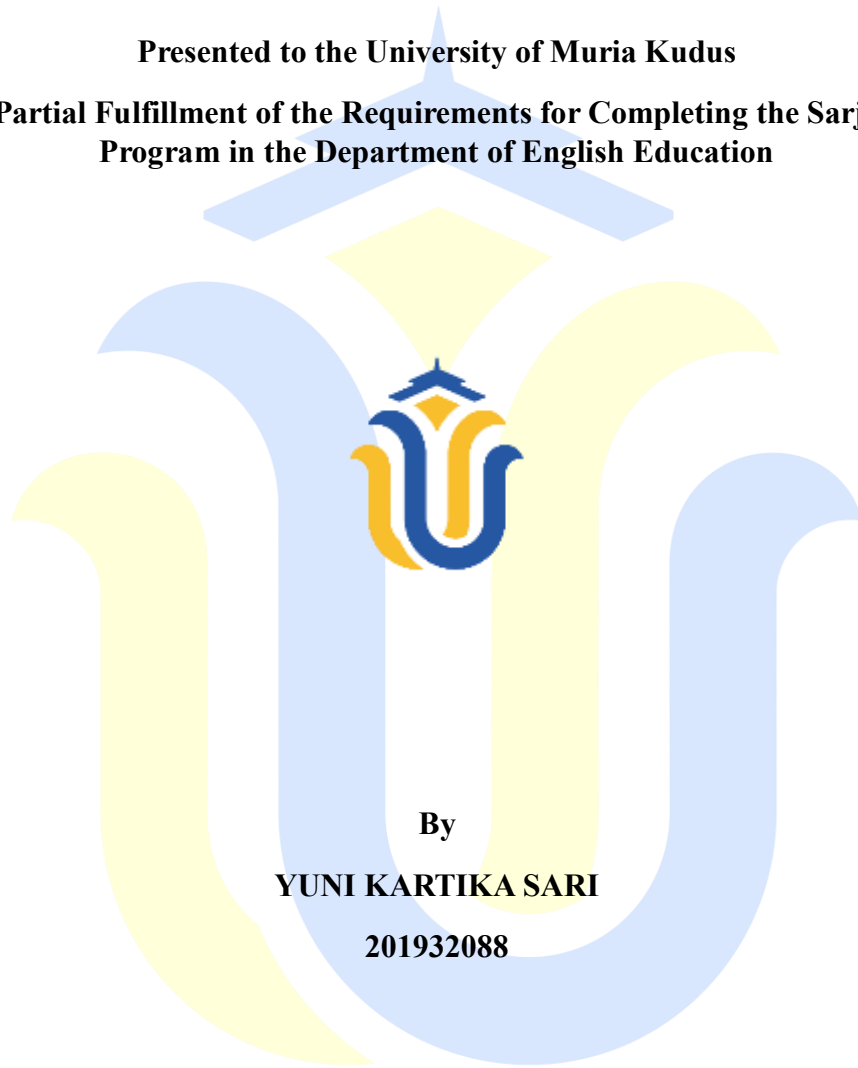 Presented to the University of Muria Kudus
Partial Fulfillment of the Requirements for Completing the
Program in the Department of English Education
By
YUNI KARTIKA SARI
201932088